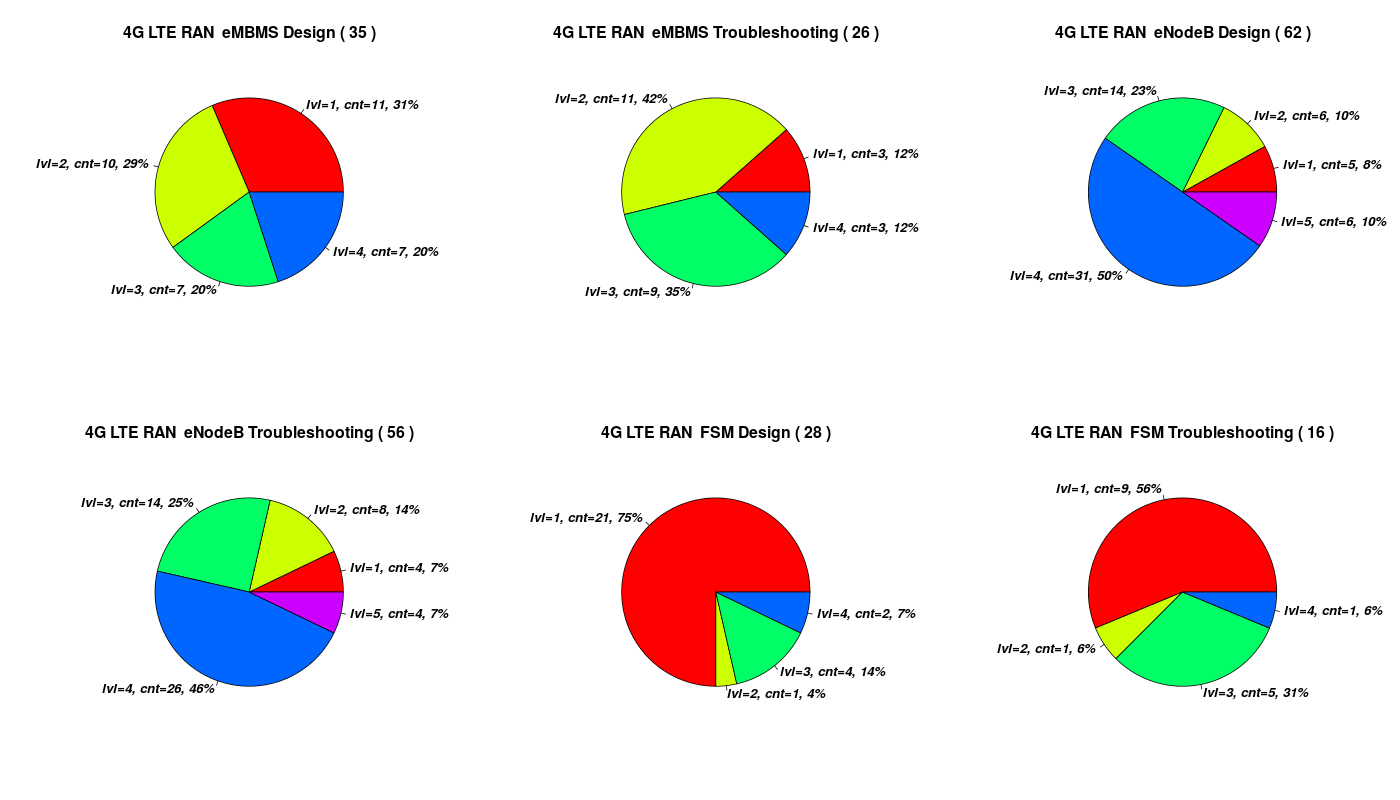 4G LTE RAN  eMBMS Design ( 35 )
lvl=1, cnt=11, 31%
lvl=2, cnt=10, 29%
lvl=3, cnt=7, 20%
lvl=4, cnt=7, 20%
4G LTE RAN  eMBMS Troubleshooting ( 26 )
lvl=1, cnt=3, 12%
lvl=2, cnt=11, 42%
lvl=3, cnt=9, 35%
lvl=4, cnt=3, 12%
4G LTE RAN  eNodeB Design ( 62 )
lvl=1, cnt=5, 8%
lvl=2, cnt=6, 10%
lvl=3, cnt=14, 23%
lvl=4, cnt=31, 50%
lvl=5, cnt=6, 10%
4G LTE RAN  eNodeB Troubleshooting ( 56 )
lvl=1, cnt=4, 7%
lvl=2, cnt=8, 14%
lvl=3, cnt=14, 25%
lvl=4, cnt=26, 46%
lvl=5, cnt=4, 7%
4G LTE RAN  FSM Design ( 28 )
lvl=1, cnt=21, 75%
lvl=2, cnt=1, 4%
lvl=3, cnt=4, 14%
lvl=4, cnt=2, 7%
4G LTE RAN  FSM Troubleshooting ( 16 )
lvl=1, cnt=9, 56%
lvl=2, cnt=1, 6%
lvl=3, cnt=5, 31%
lvl=4, cnt=1, 6%